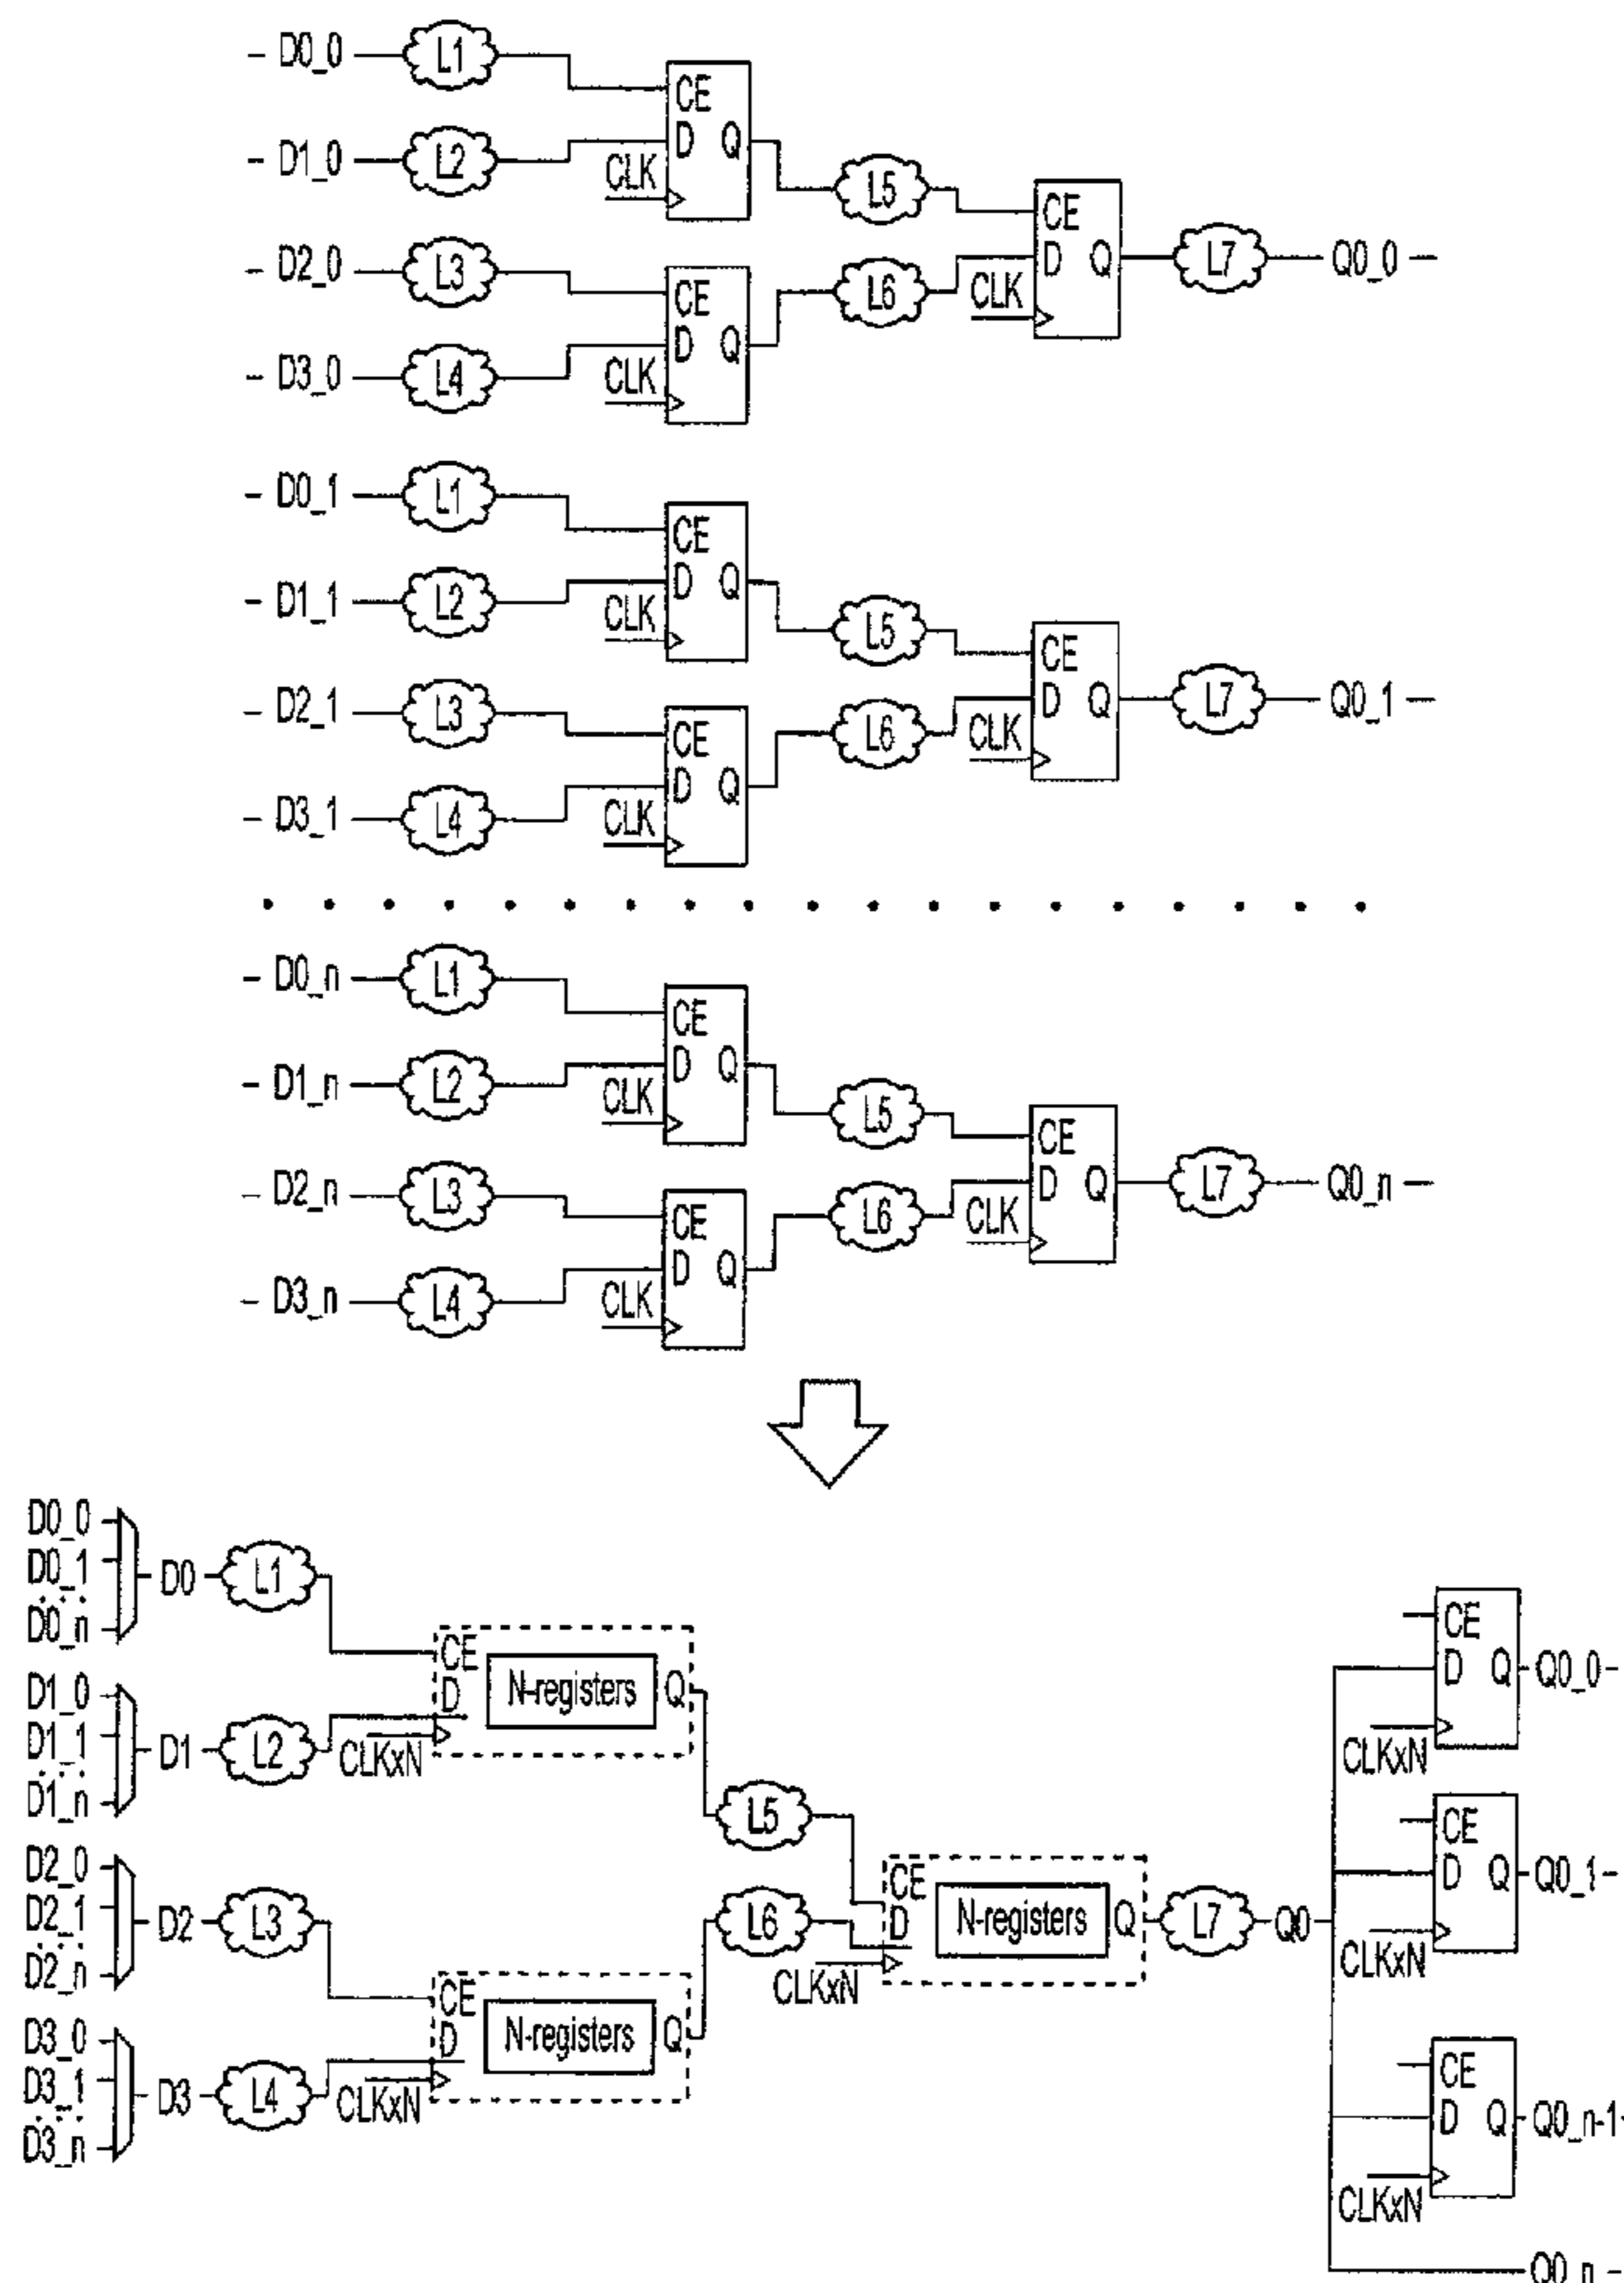 D0_0 L1
CE
D1_0 L2 D Q
CLK L5
CE
D2_0 L3 D Q L7 Q0_0
CE L6 CLK
D3_0 L4 D Q
CLK
D0_1 L1
CE
D1_1 L2 D Q
CLK L5
CE
D2_1 L3 D Q L7 Q0_1
CE L6 CLK
D3_1 L4 D Q
CLK
D0_n L1
CE
D1_n L2 D Q
CLK L5
CE
D2_n L3 D Q L7 Q0_n
CE L6 CLK
D3_n L4 D Q
CLK
D0_0
D0_1 D0 L1
D0_n
CE
D N-registers Q
D1_0
D1_1 D1 L2 CLKxN
D1_n
L5
D2_0
D2_1 D2 L3
D2_n
L6
CE
D N-registers Q L7 Q0
CLKxN
CE
D N-registers Q
D3_0
D3_1 D3 L4 CLKxN
D3_n
CE
D Q Q0_0
CLKxN
CE
D Q Q0_1
CLKxN
CE
D Q Q0_n-1
CLKxN
Q0_n